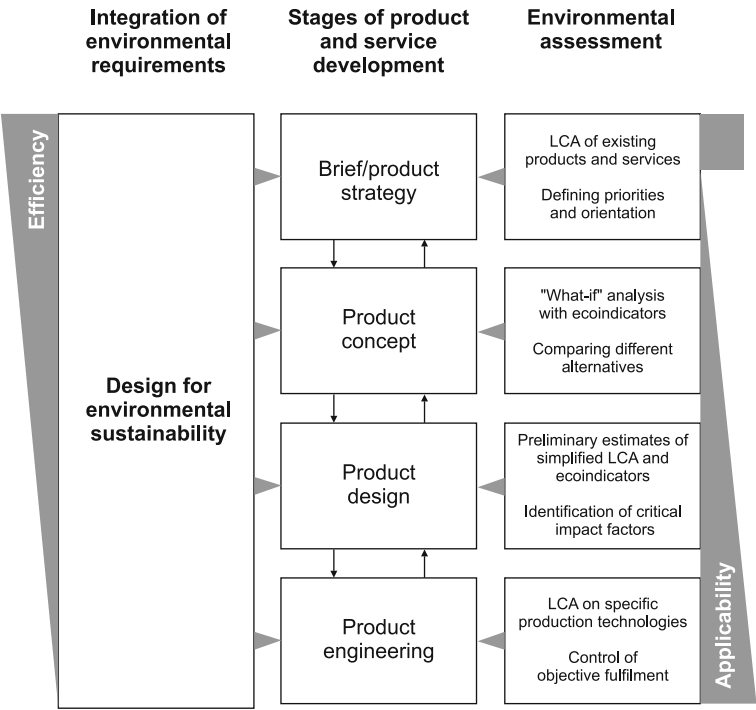 Integration of
environmental
requirements
Stages of product
and service
development
Environmental
assessment
Efficiency
Design for
environmental
sustainability
Brief/product
strategy
LCA of existing
products and services
Defining priorities
and orientation
Product
concept
"What-if" analysis
with ecoindicators
Comparing different
alternatives
Product
design
Preliminary estimates of
simplified LCA and
ecoindicators
Identification of critical
impact factors
Product
engineering
LCA on specific
production technologies
Control of
objective fulfilment
Applicability